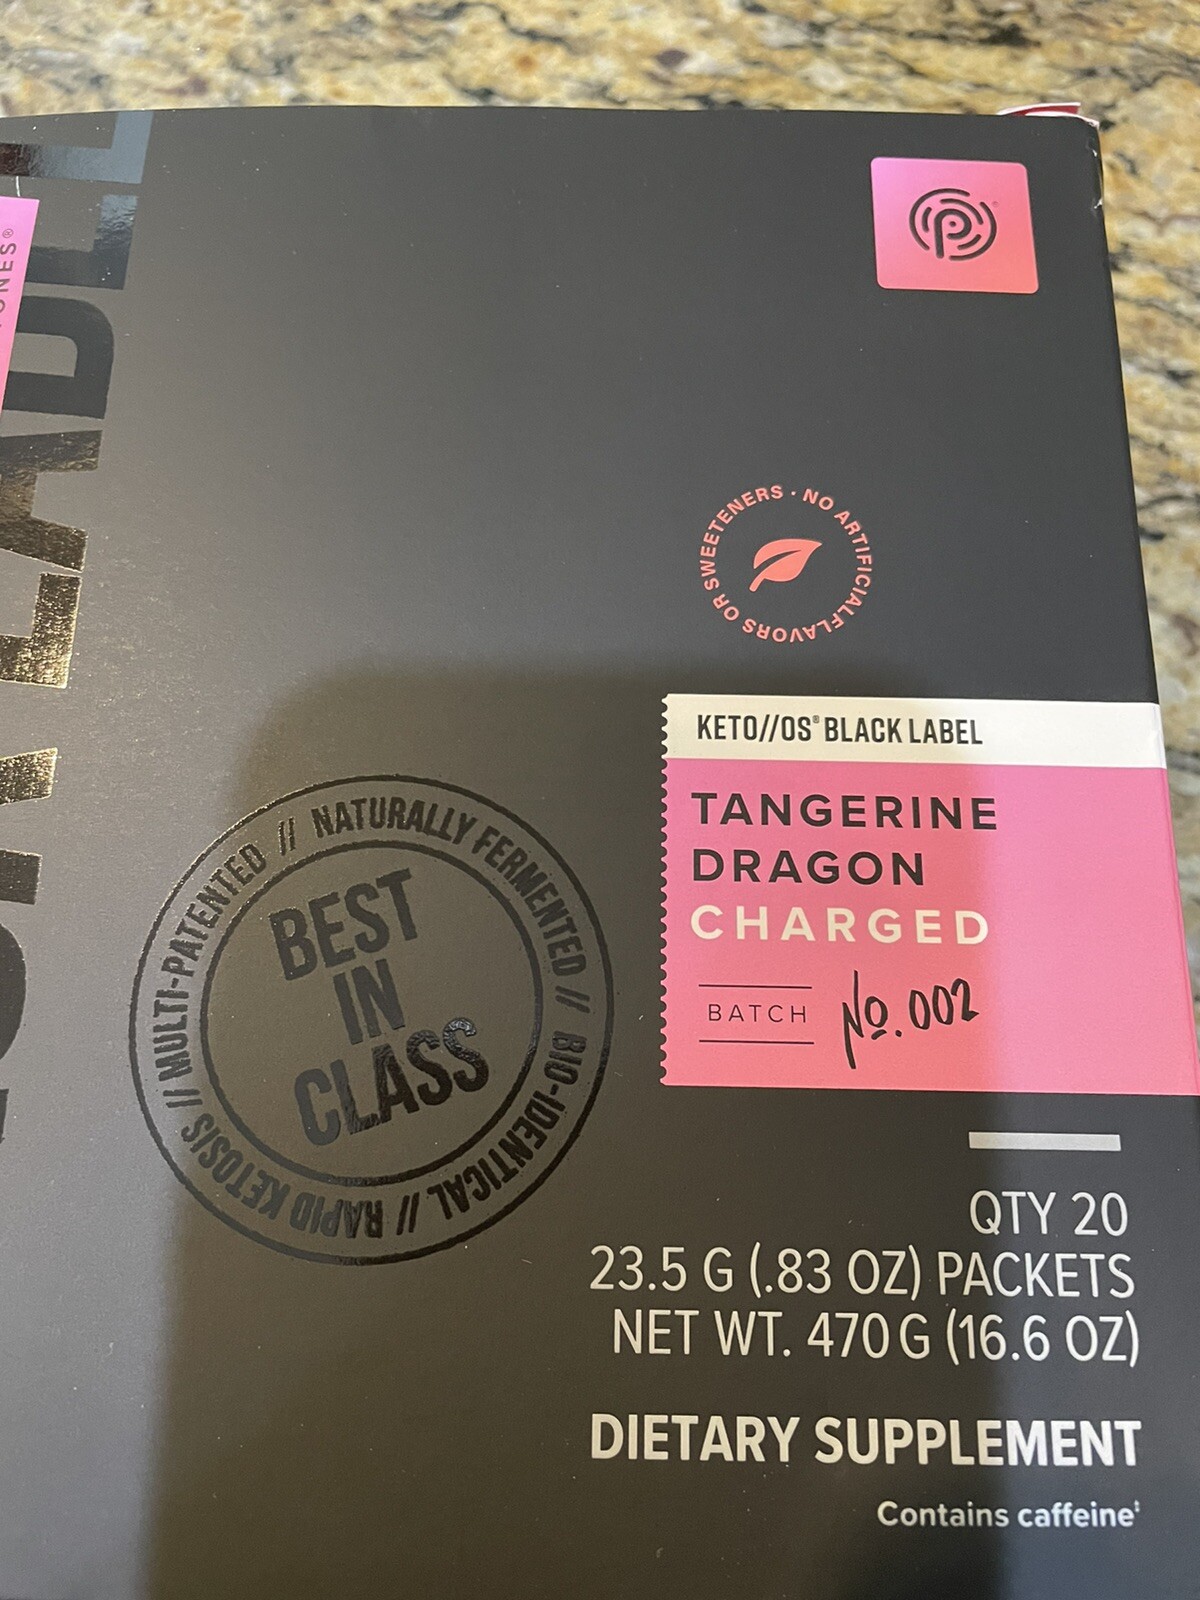 NO ARTIFICIAL FLAVORS OR SWEETENERS ·
KETO//OS® BLACK LABEL
TANGERINE
DRAGON
CHARGED
BATCH No. 002
// NATURALLY FERMENTED // BIO-IDENTICAL // RAPID KETOSIS // MULTI-PATENTED
BEST
IN
CLASS
QTY 20
23.5 G (.83 OZ) PACKETS
NET WT. 470 G (16.6 OZ)
DIETARY SUPPLEMENT
Contains caffeine‡